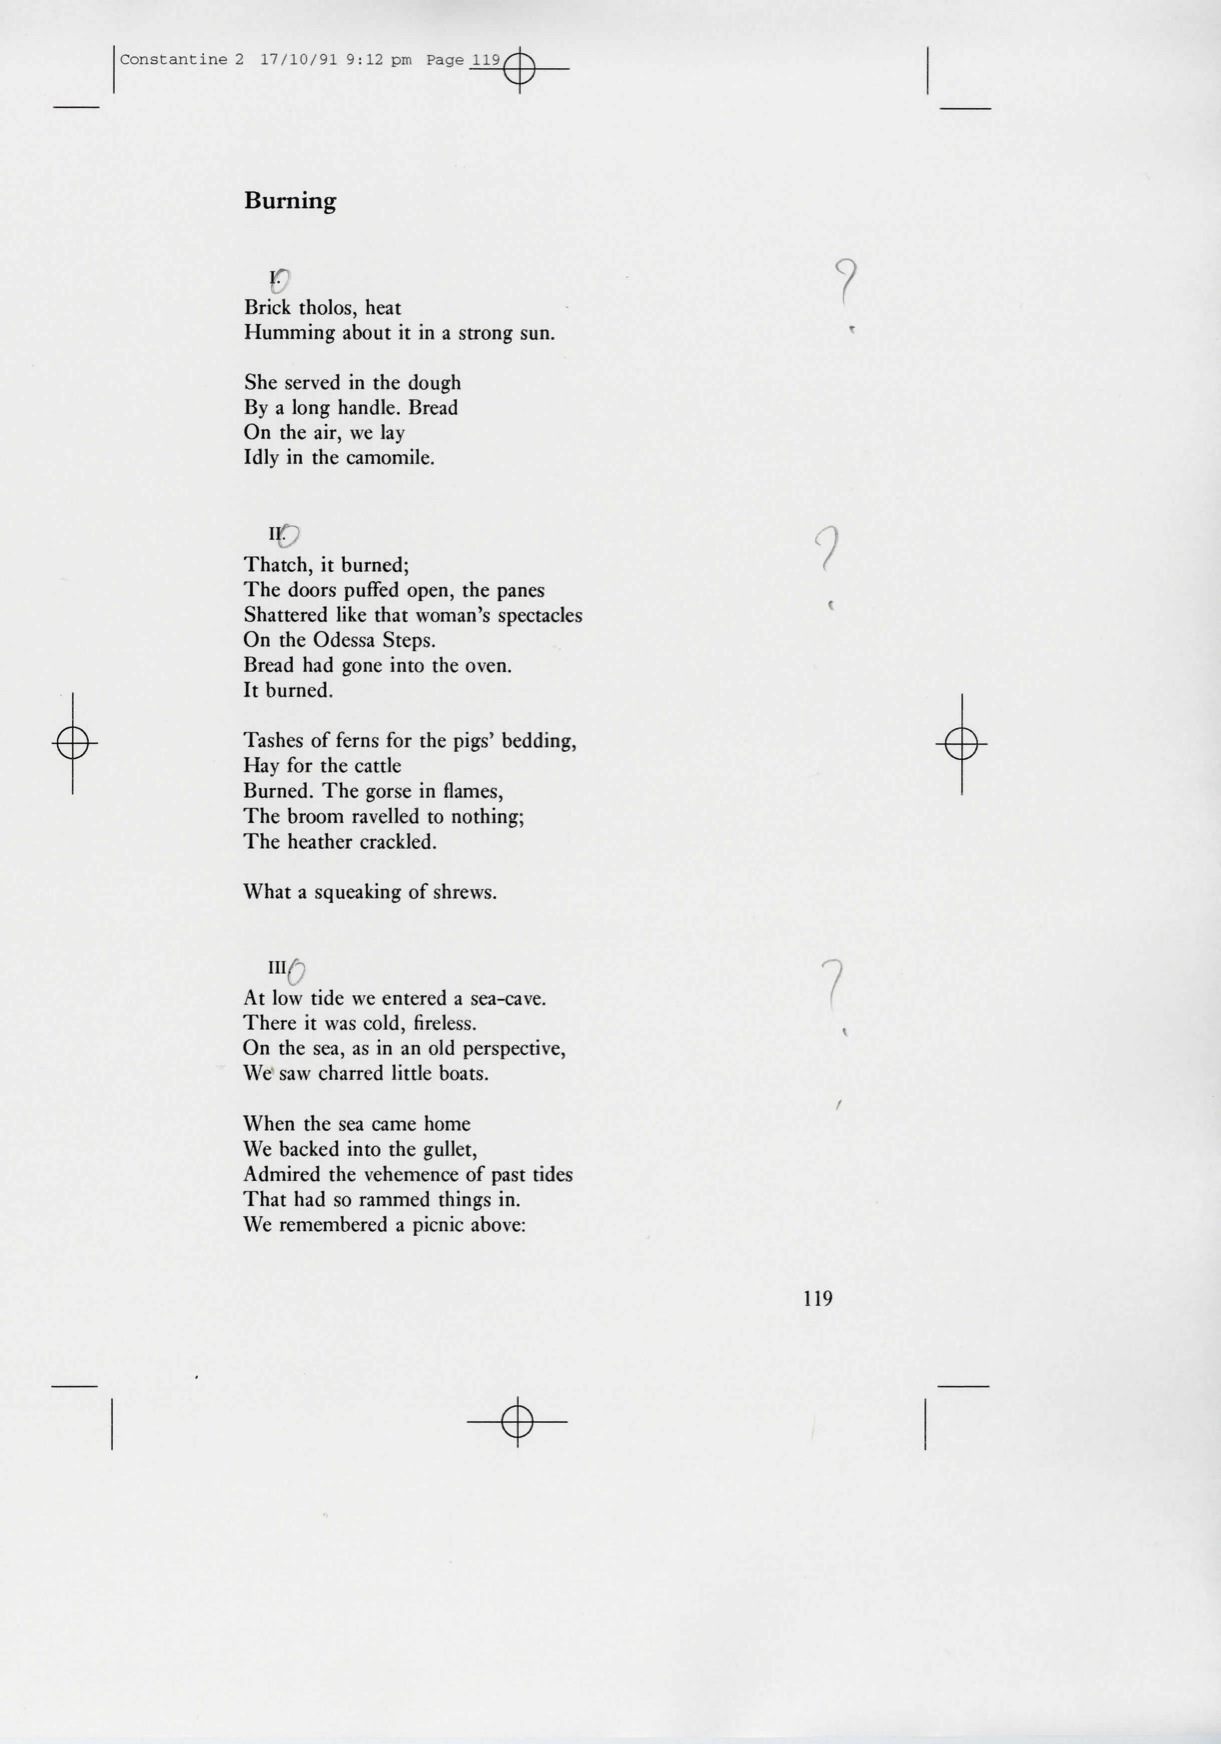 Constantine 2 17/10/91 9:12 pm Page 119
Burning
I.
?
Brick tholos, heat
Humming about it in a strong sun.
She served in the dough
By a long handle. Bread
On the air, we lay
Idly in the camomile.
II.
?
Thatch, it burned;
The doors puffed open, the panes
Shattered like that woman's spectacles
On the Odessa Steps.
Bread had gone into the oven.
It burned.
Tashes of ferns for the pigs' bedding,
Hay for the cattle
Burned. The gorse in flames,
The broom ravelled to nothing;
The heather crackled.
What a squeaking of shrews.
III.
?
At low tide we entered a sea-cave.
There it was cold, fireless.
On the sea, as in an old perspective,
We saw charred little boats.
When the sea came home
We backed into the gullet,
Admired the vehemence of past tides
That had so rammed things in.
We remembered a picnic above:
119